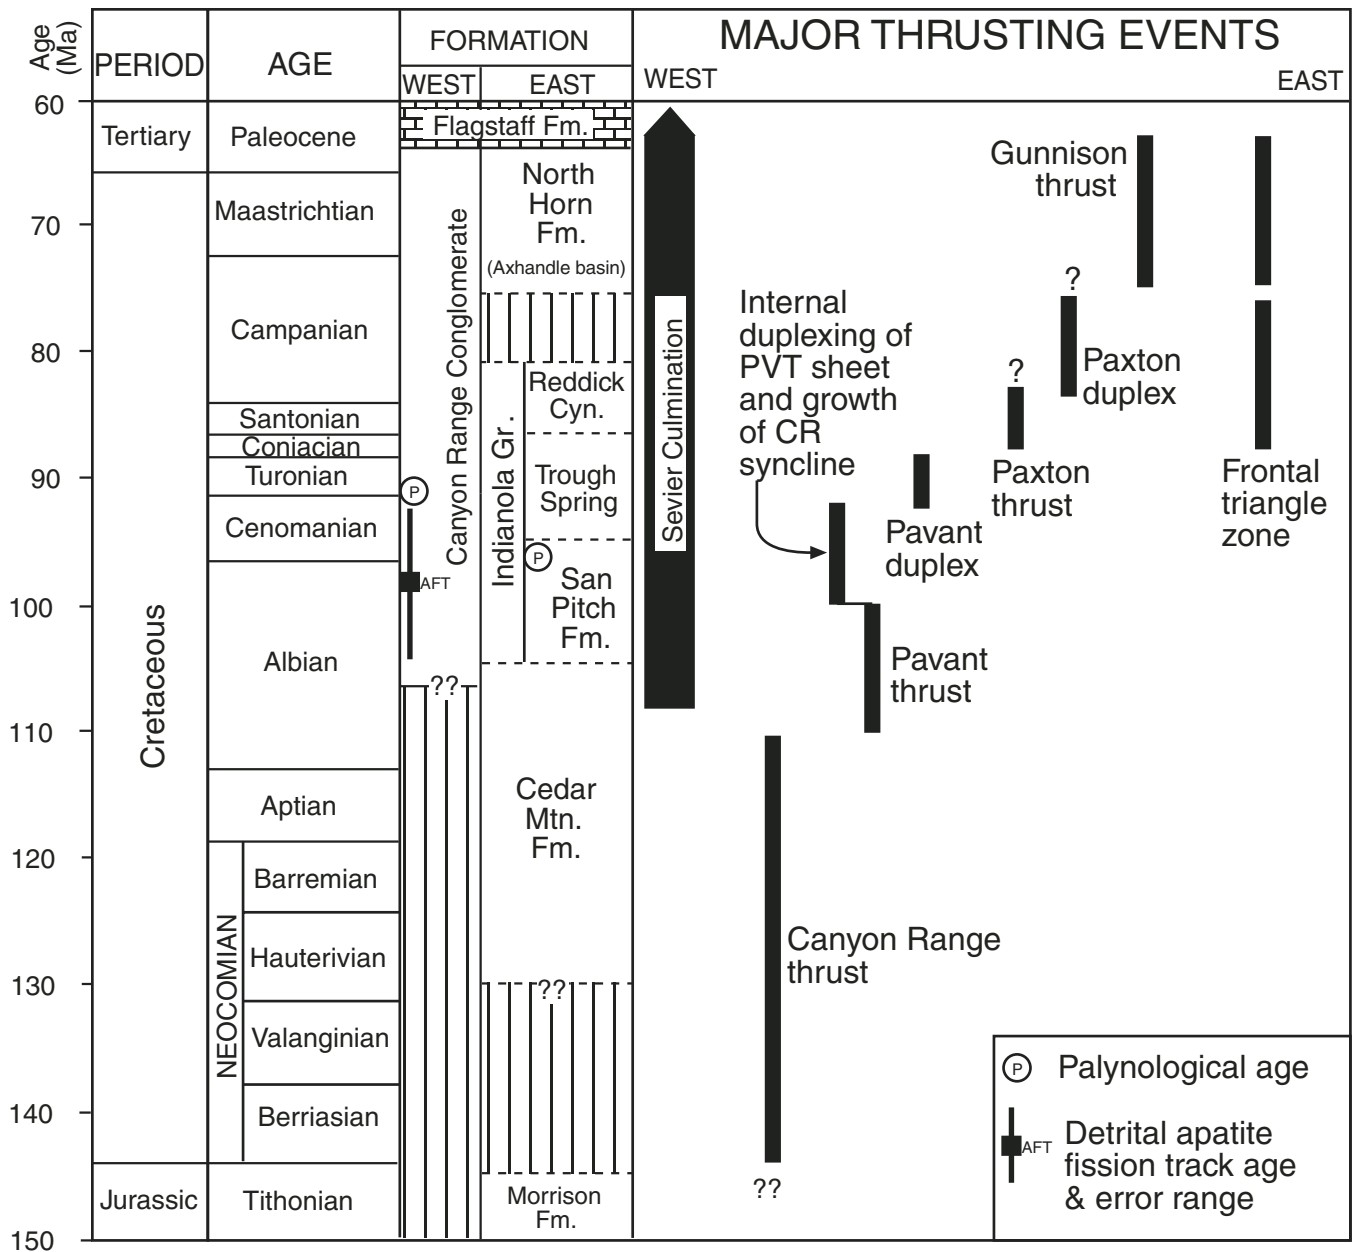 Age
(Ma)
PERIOD
AGE
FORMATION
WEST
EAST
MAJOR THRUSTING EVENTS
WEST
EAST
60
70
80
90
100
110
120
130
140
150
Tertiary
Cretaceous
Jurassic
Paleocene
Maastrichtian
Campanian
Santonian
Coniacian
Turonian
Cenomanian
Albian
Aptian
NEOCOMIAN
Barremian
Hauterivian
Valanginian
Berriasian
Tithonian
Flagstaff Fm.
Canyon Range Conglomerate
P
AFT
??
North
Horn
Fm.
(Axhandle basin)
Indianola Gr.
Reddick
Cyn.
Trough
Spring
P
San
Pitch
Fm.
Cedar
Mtn.
Fm.
??
Morrison
Fm.
Sevier Culmination
Internal
duplexing of
PVT sheet
and growth
of CR
syncline
Gunnison
thrust
?
Paxton
duplex
?
Paxton
thrust
Frontal
triangle
zone
Pavant
duplex
Pavant
thrust
Canyon Range
thrust
??
P Palynological age
AFT
Detrital apatite
fission track age
& error range